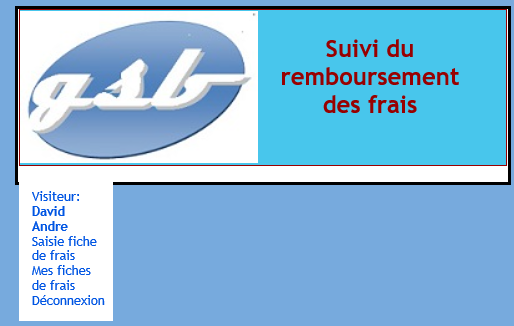 gsb
Suivi du
remboursement
des frais
Visiteur:
David
Andre
Saisie fiche
de frais
Mes fiches
de frais
Déconnexion